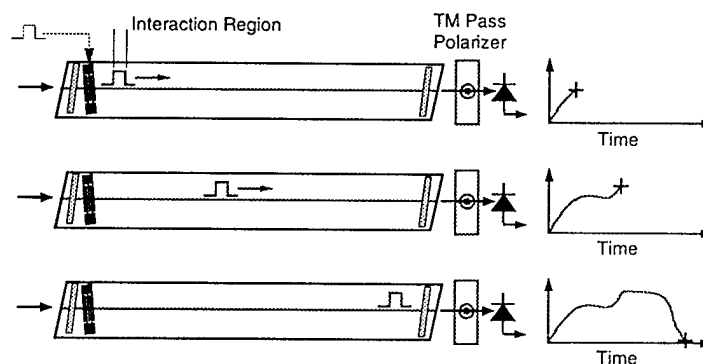 Interaction Region
TM Pass
Polarizer
Time
Time
Time